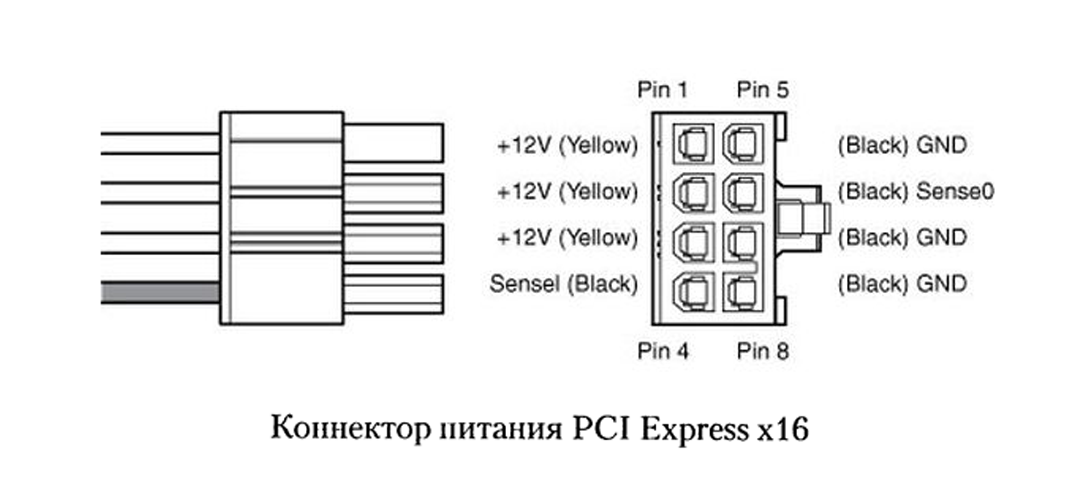 Pin 1 Pin 5
+12V (Yellow) (Black) GND
+12V (Yellow) (Black) Sense0
+12V (Yellow) (Black) GND
Sensel (Black) (Black) GND
Pin 4 Pin 8
Коннектор питания PCI Express x16